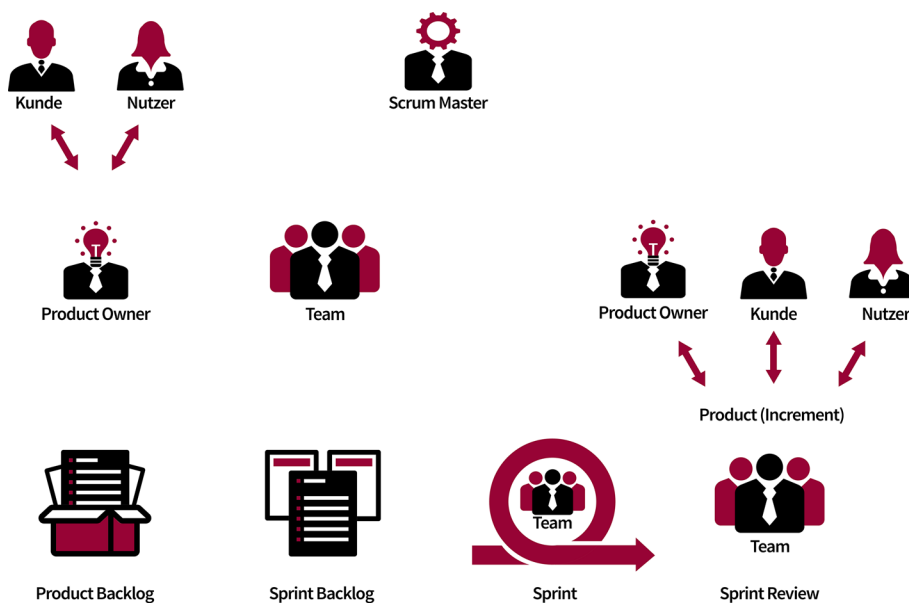 Kunde
Nutzer
Scrum Master
Product Owner
Team
Product Owner
Kunde
Nutzer
Product (Increment)
Team
Team
Product Backlog
Sprint Backlog
Sprint
Sprint Review